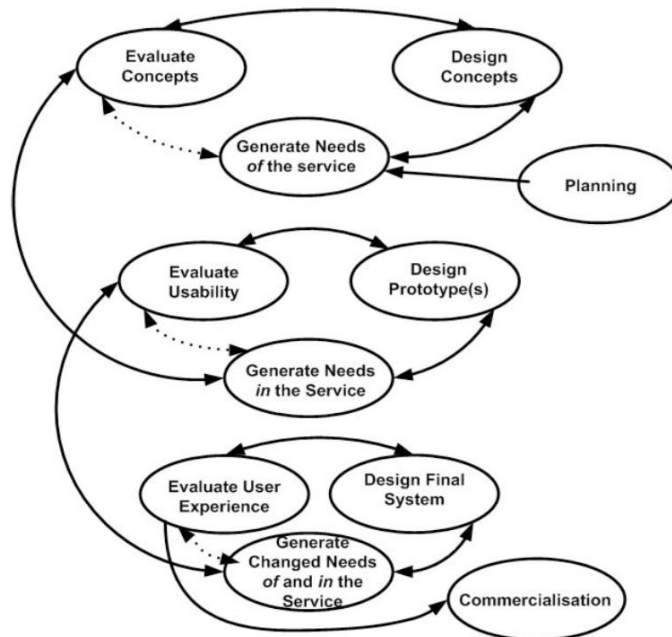 Evaluate
Concepts
Design
Concepts
Generate Needs
of the service
Planning
Evaluate
Usability
Design
Prototype(s)
Generate Needs
in the Service
Evaluate User
Experience
Design Final
System
Generate
Changed Needs
of and in the
Service
Commercialisation